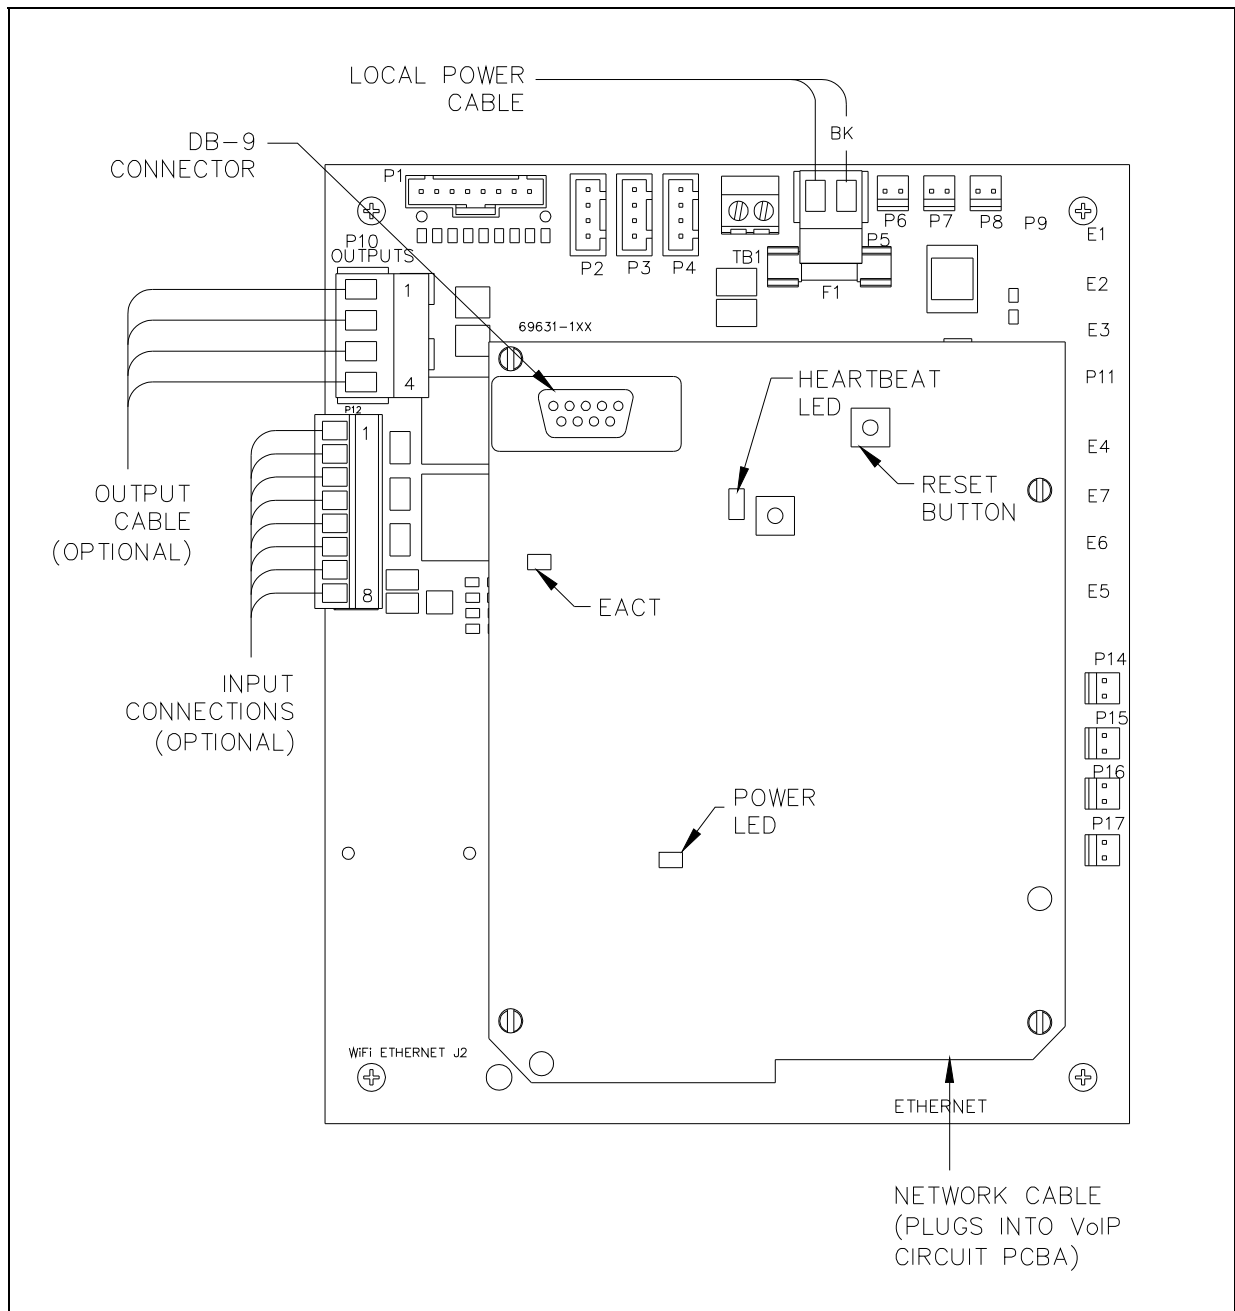 LOCAL POWER
CABLE
BK
DB-9
CONNECTOR
P1
P10
OUTPUTS
P2
P3
P4
TB1
P5
F1
P6
P7
P8
P9
E1
E2
E3
P11
E4
E7
E6
E5
1
4
69631-1XX
P12
1
8
HEARTBEAT
LED
RESET
BUTTON
OUTPUT
CABLE
(OPTIONAL)
EACT
INPUT
CONNECTIONS
(OPTIONAL)
P14
P15
P16
P17
POWER
LED
WiFi ETHERNET J2
ETHERNET
NETWORK CABLE
(PLUGS INTO VoIP
CIRCUIT PCBA)